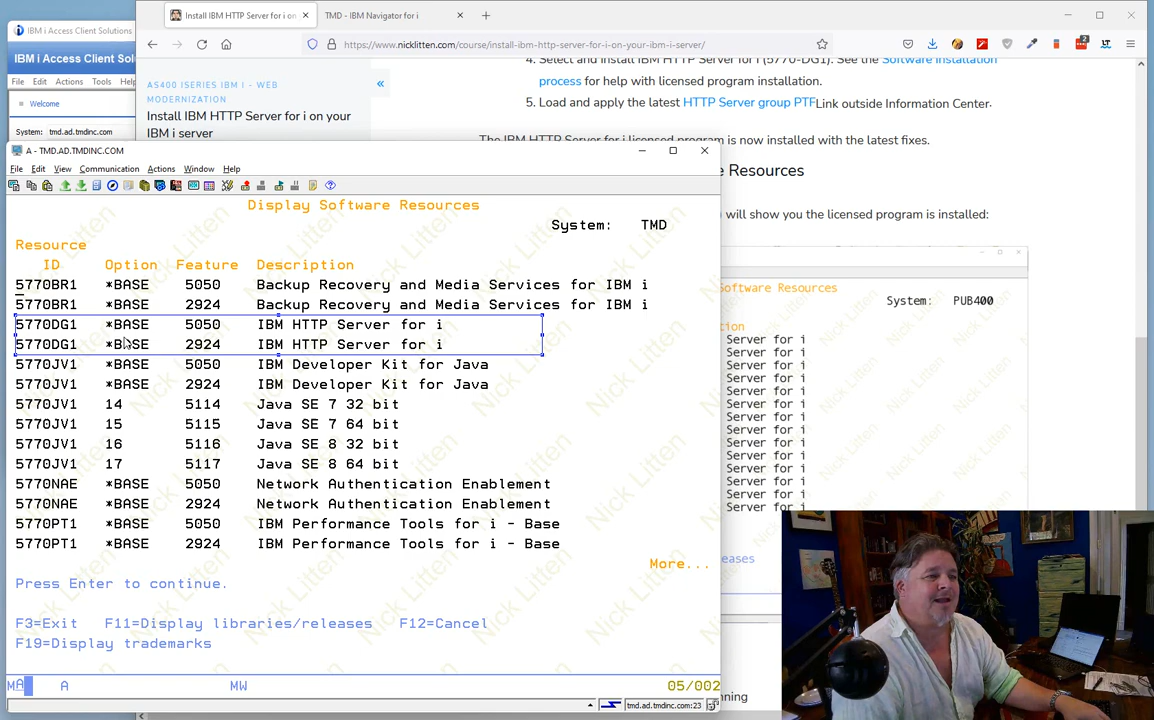 IBM i Access Client Solutions
IBM i Access Client Solu
File Edit Actions Tools Help
Welcome
System: tmd.ad.tmdinc.com
Install IBM HTTP Server for i on
TMD - IBM Navigator for i
https://www.nicklitten.com/course/install-ibm-http-server-for-i-on-your-ibm-i-server/
2
AS400 ISERIES IBM I - WEB
MODERNIZATION
Install IBM HTTP Server for i on your
IBM i server
4. Select and install IBM HTTP Server for i (5770-DG1). See the Software installation
process for help with licensed program installation.
5. Load and apply the latest HTTP Server group PTFLink outside Information Center.
The IBM HTTP Server for i licensed program is now installed with the latest fixes.
e Resources
) will show you the licensed program is installed:
Software Resources
System: PUB400
tion
Server for i
Server for i
Server for i
Server for i
Server for i
Server for i
Server for i
Server for i
Server for i
Server for i
Server for i
Server for i
Server for i
Server for i
eases
nning
A - TMD.AD.TMDINC.COM
File Edit View Communication Actions Window Help
Display Software Resources
System: TMD
Resource
ID Option Feature Description
5770BR1 *BASE 5050 Backup Recovery and Media Services for IBM i
5770BR1 *BASE 2924 Backup Recovery and Media Services for IBM i
5770DG1 *BASE 5050 IBM HTTP Server for i
5770DG1 *BASE 2924 IBM HTTP Server for i
5770JV1 *BASE 5050 IBM Developer Kit for Java
5770JV1 *BASE 2924 IBM Developer Kit for Java
5770JV1 14 5114 Java SE 7 32 bit
5770JV1 15 5115 Java SE 7 64 bit
5770JV1 16 5116 Java SE 8 32 bit
5770JV1 17 5117 Java SE 8 64 bit
5770NAE *BASE 5050 Network Authentication Enablement
5770NAE *BASE 2924 Network Authentication Enablement
5770PT1 *BASE 5050 IBM Performance Tools for i - Base
5770PT1 *BASE 2924 IBM Performance Tools for i - Base
More...
Press Enter to continue.
F3=Exit F11=Display libraries/releases F12=Cancel
F19=Display trademarks
MA A MW 05/002
tmd.ad.tmdinc.com:23
Nick Litten